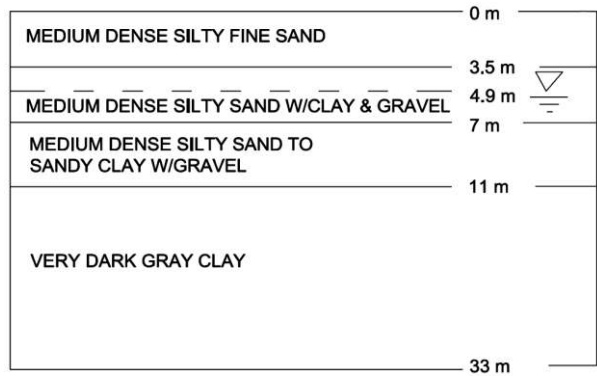 0 m
MEDIUM DENSE SILTY FINE SAND
3.5 m
4.9 m
MEDIUM DENSE SILTY SAND W/CLAY & GRAVEL
7 m
MEDIUM DENSE SILTY SAND TO
SANDY CLAY W/GRAVEL
11 m
VERY DARK GRAY CLAY
33 m